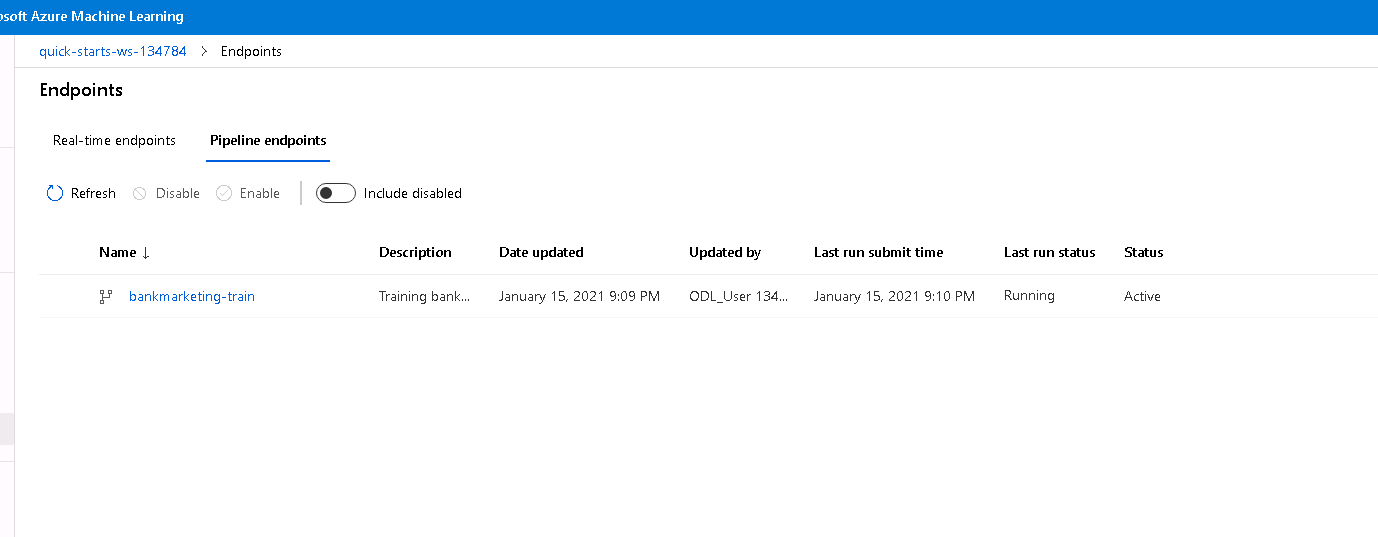 osoft Azure Machine Learning
quick-starts-ws-134784 > Endpoints
Endpoints
Real-time endpoints Pipeline endpoints
Refresh Disable Enable Include disabled
Name ↓ Description Date updated Updated by Last run submit time Last run status Status
bankmarketing-train Training bank... January 15, 2021 9:09 PM ODL_User 134... January 15, 2021 9:10 PM Running Active